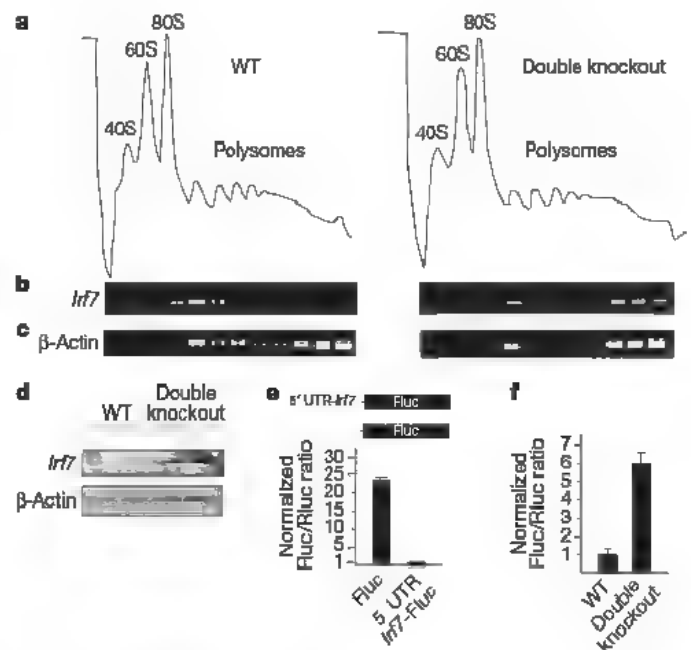 a
80S
60S
40S
WT
Polysomes
80S
60S
40S
Double knockout
Polysomes
b
Irf7
c
β-Actin
d
WT
Double
knockout
Irf7
β-Actin
e
5′ UTR-Irf7
Fluc
Fluc
Normalized
Fluc/Rluc ratio
30
25
20
15
10
5
1
Fluc
5′ UTR
Irf7-Fluc
f
Normalized
Fluc/Rluc ratio
7
6
5
4
3
2
1
WT
Double
knockout